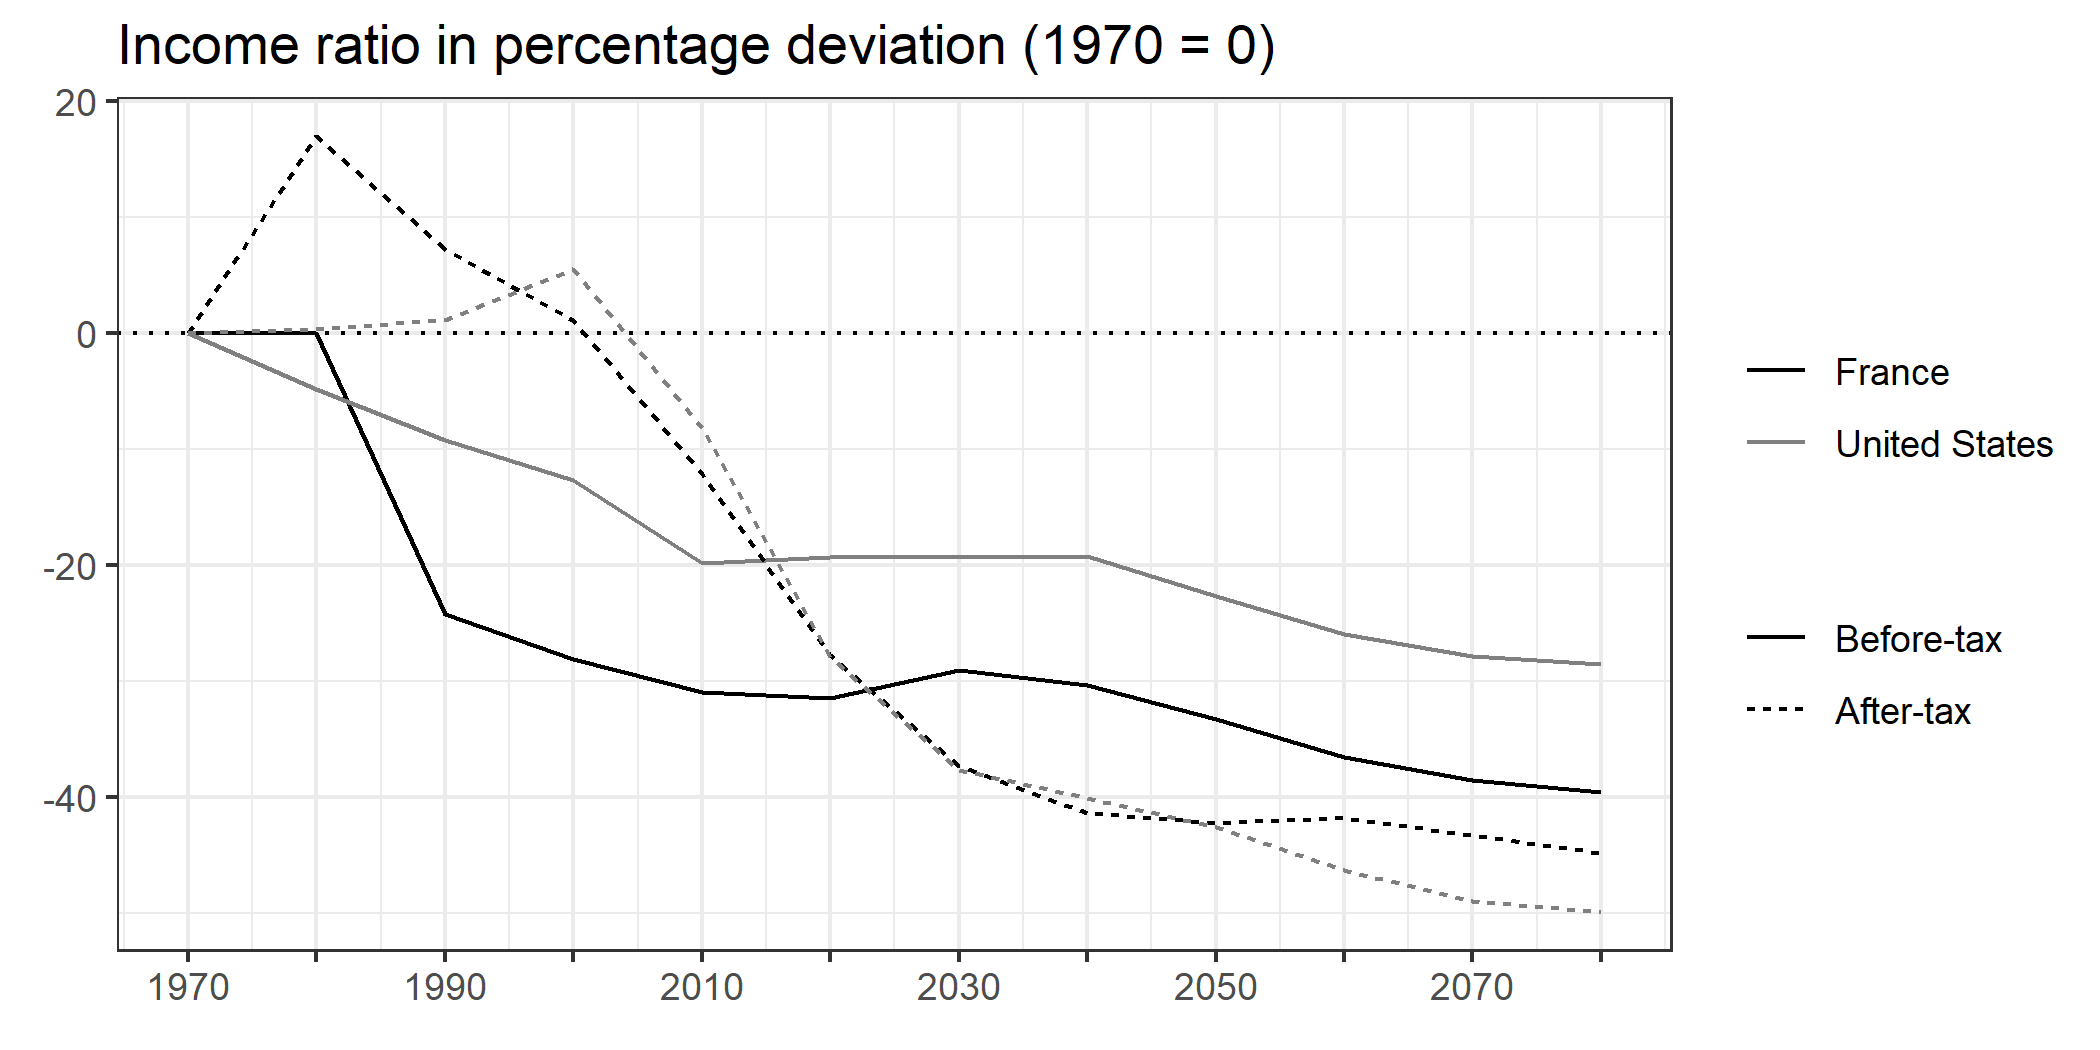 Income ratio in percentage deviation (1970 = 0)
20
0
-20
-40
1970 1990 2010 2030 2050 2070
France
United States
Before-tax
After-tax